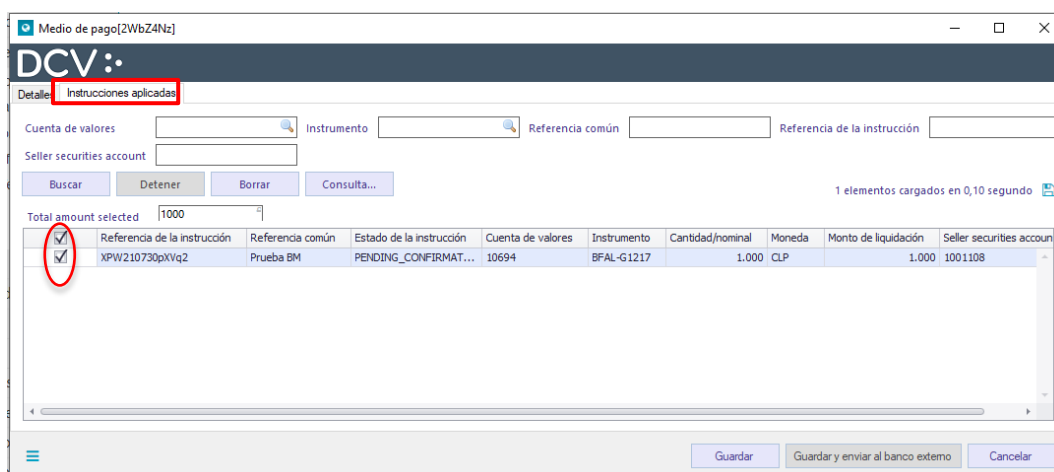 Medio de pago[2WbZ4Nz]
DCV
Detalles Instrucciones aplicadas
Cuenta de valores Instrumento Referencia común Referencia de la instrucción
Seller securities account
Buscar Detener Borrar Consulta...
1 elementos cargados en 0,10 segundo
Total amount selected 1000
Referencia de la instrucción Referencia común Estado de la instrucción Cuenta de valores Instrumento Cantidad/nominal Moneda Monto de liquidación Seller securities accoun
XPW210730pXVq2 Prueba BM PENDING_CONFIRMAT... 10694 BFAL-G1217 1.000 CLP 1.000 1001108
Guardar Guardar y enviar al banco externo Cancelar